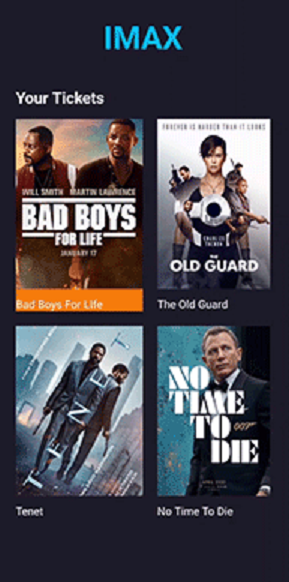 IMAX
Your Tickets
WILL SMITH MARTIN LAWRENCE
BAD BOYS
FOR LIFE
JANUARY 17
Bad Boys For Life
FOREVER IS HARDER THAN IT LOOKS
CHARLIZE
THERON
THE
OLD GUARD
The Old Guard
TENET
Tenet
NO
TIME
TO
007
DIE
No Time To Die